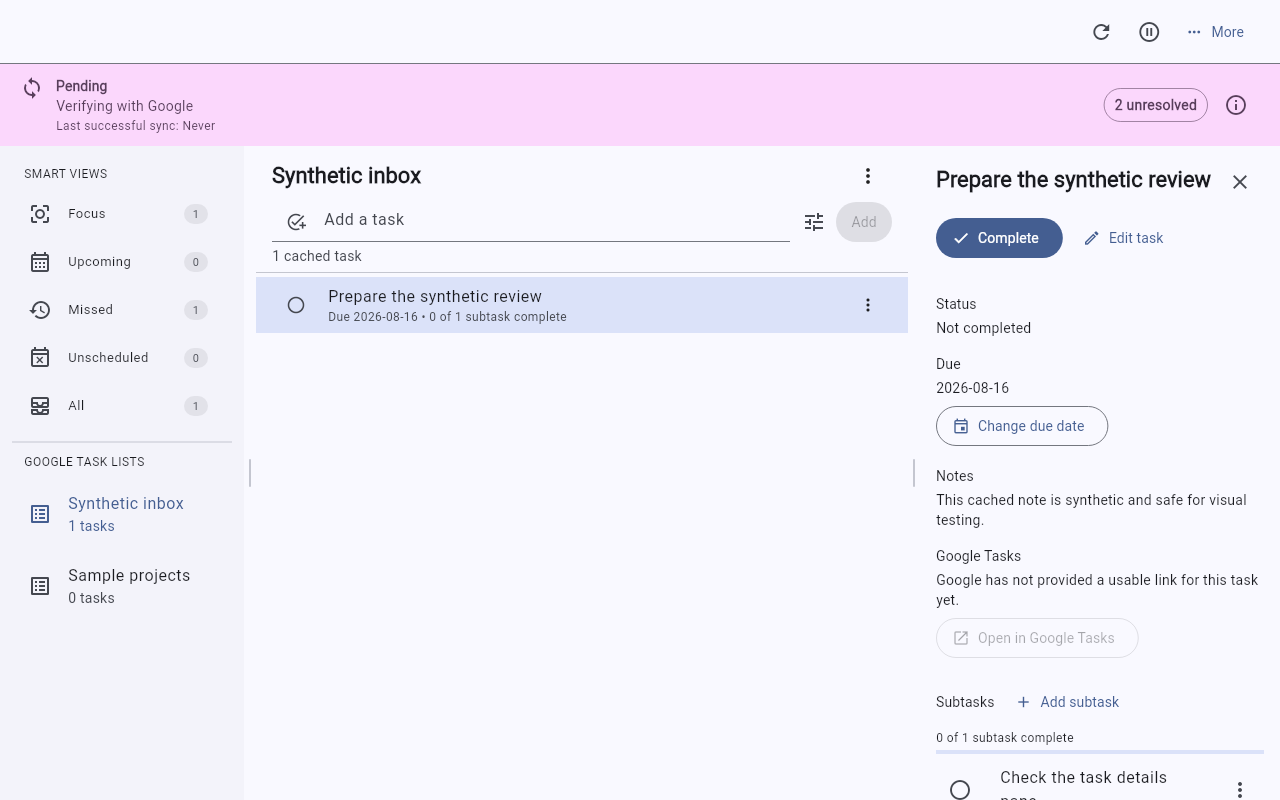 More
Pending
Verifying with Google
Last successful sync: Never
2 unresolved
SMART VIEWS
Focus
1
Upcoming
0
Missed
1
Unscheduled
0
All
1
GOOGLE TASK LISTS
Synthetic inbox
1 tasks
Sample projects
0 tasks
Synthetic inbox
Add a task
Add
1 cached task
Prepare the synthetic review
Due 2026-08-16 • 0 of 1 subtask complete
Prepare the synthetic review
Complete
Edit task
Status
Not completed
Due
2026-08-16
Change due date
Notes
This cached note is synthetic and safe for visual
testing.
Google Tasks
Google has not provided a usable link for this task
yet.
Open in Google Tasks
Subtasks
Add subtask
0 of 1 subtask complete
Check the task details